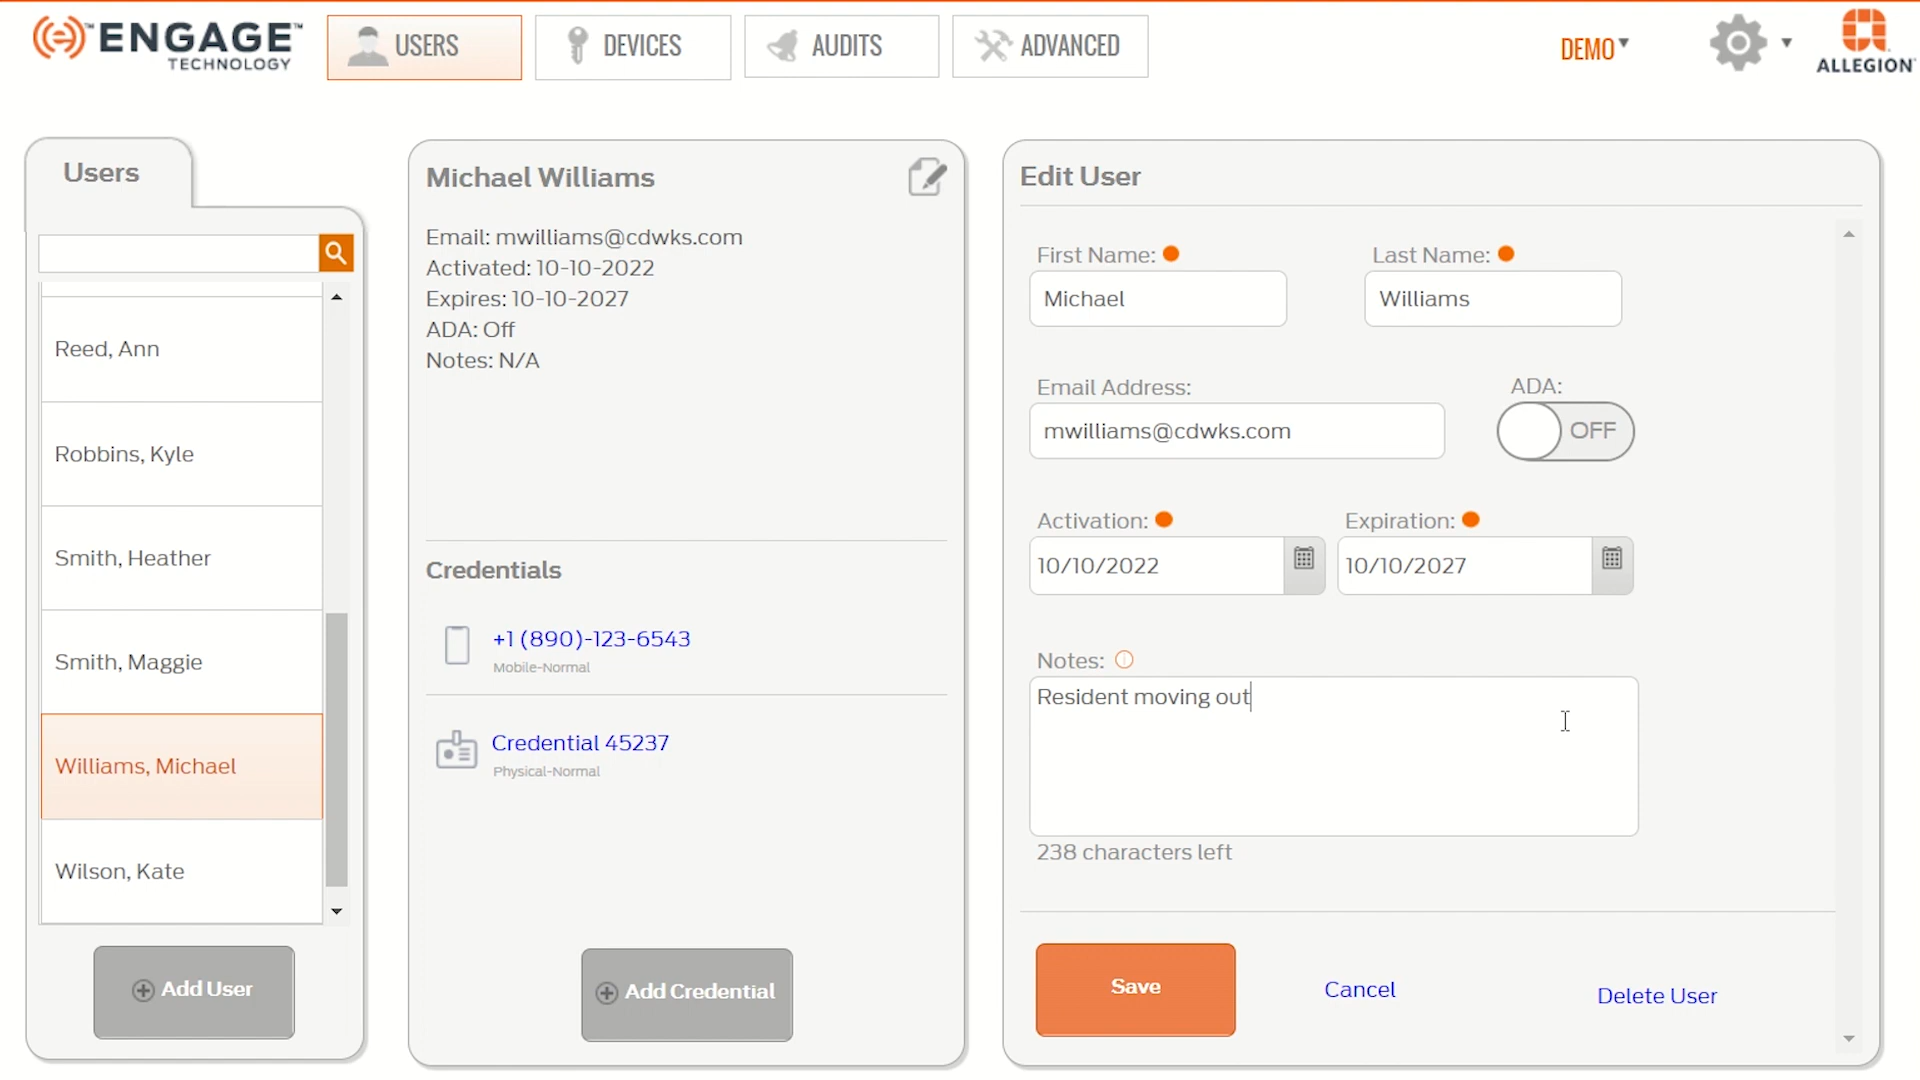 ENGAGE™
TECHNOLOGY
USERS
DEVICES
AUDITS
ADVANCED
DEMO
ALLEGION
Users
Reed, Ann
Robbins, Kyle
Smith, Heather
Smith, Maggie
Williams, Michael
Wilson, Kate
Add User
Michael Williams
Email: mwilliams@cdwks.com
Activated: 10-10-2022
Expires: 10-10-2027
ADA: Off
Notes: N/A
Credentials
+1 (890)-123-6543
Mobile-Normal
Credential 45237
Physical-Normal
Add Credential
Edit User
First Name: Last Name:
Michael Williams
Email Address: ADA:
mwilliams@cdwks.com OFF
Activation: Expiration:
10/10/2022 10/10/2027
Notes:
Resident moving out
238 characters left
Save Cancel Delete User